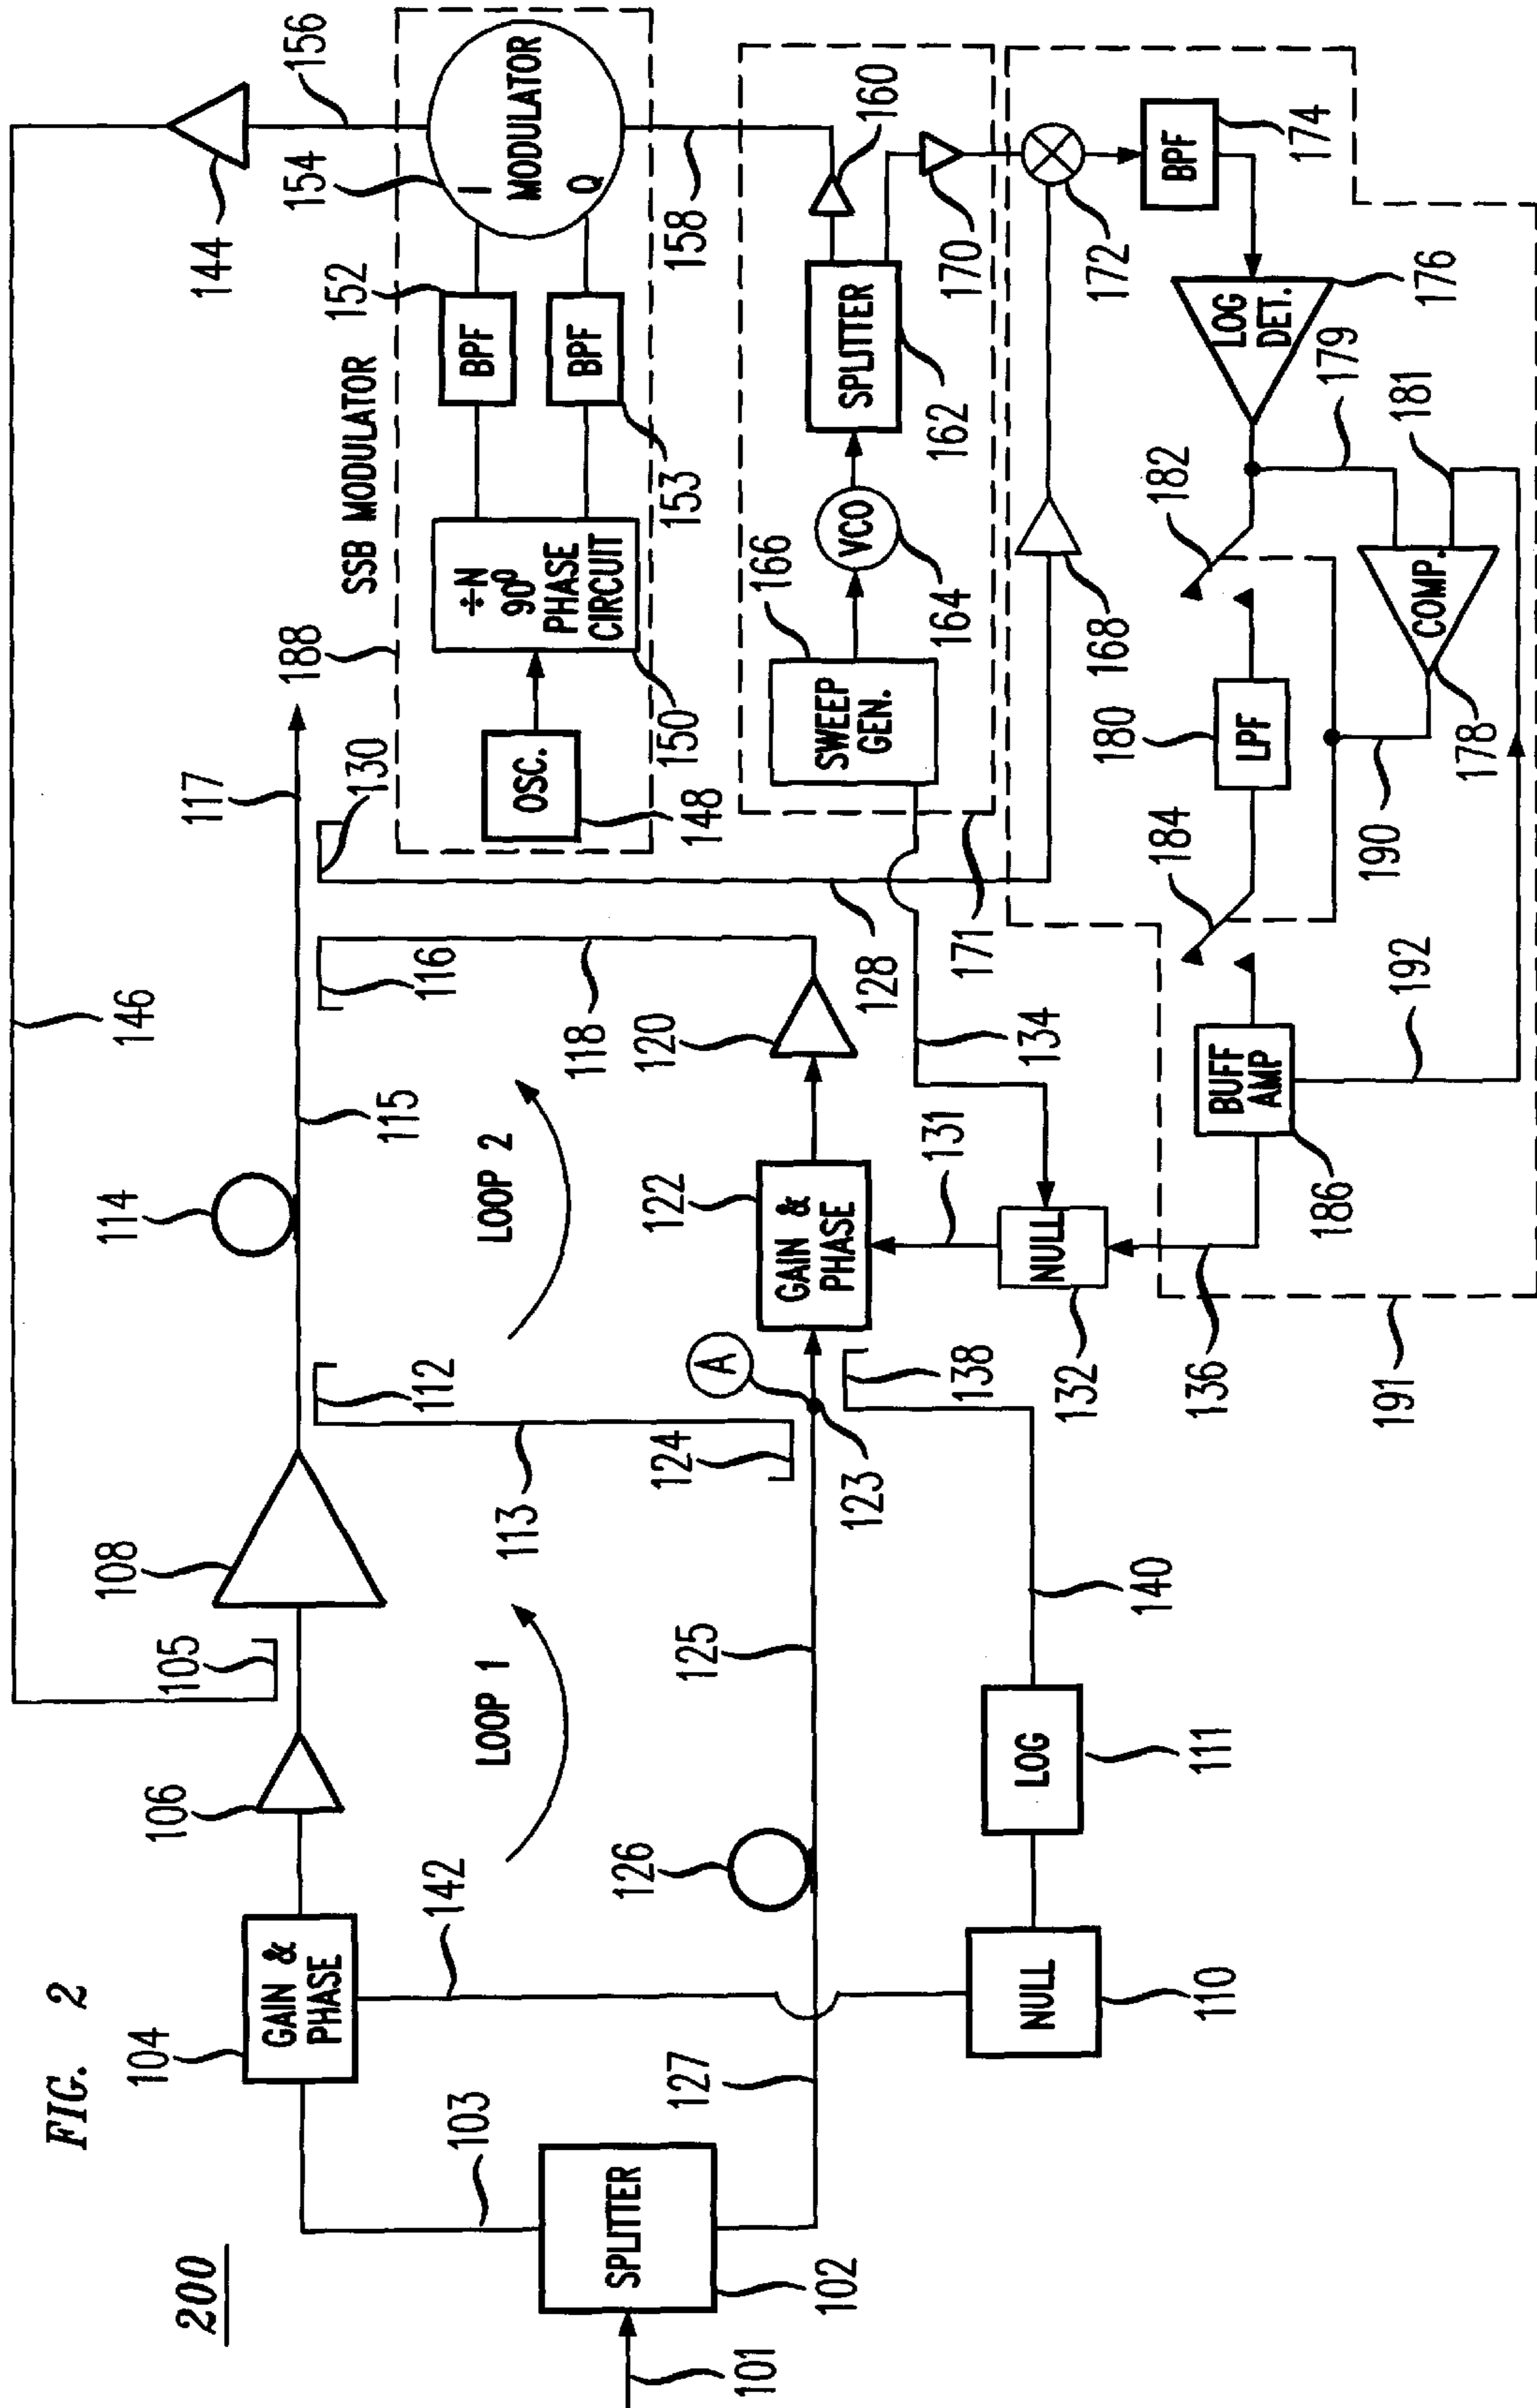 FIG. 2
200
101
102
SPLITTER
103
127
104
GAIN &
PHASE
142
106
105
108
126
125
LOOP 1
NULL
110
LOG
111
140
113
112
124
123
A
138
114
115
LOOP 2
GAIN &
PHASE
122
120
118
116
131
NULL
132
134
136
191
146
117
130
128
188
SSB MODULATOR
OSC.
148
÷N
90º
PHASE
CIRCUIT
150
BPF
152
BPF
153
I
MODULATOR
Q
154
156
144
158
SWEEP
GEN.
166
VCO
164
SPLITTER
162
160
170
171
168
172
BPF
174
LOG
DET.
176
179
181
182
COMP.
178
LPF
180
190
184
BUFF
AMP
186
192